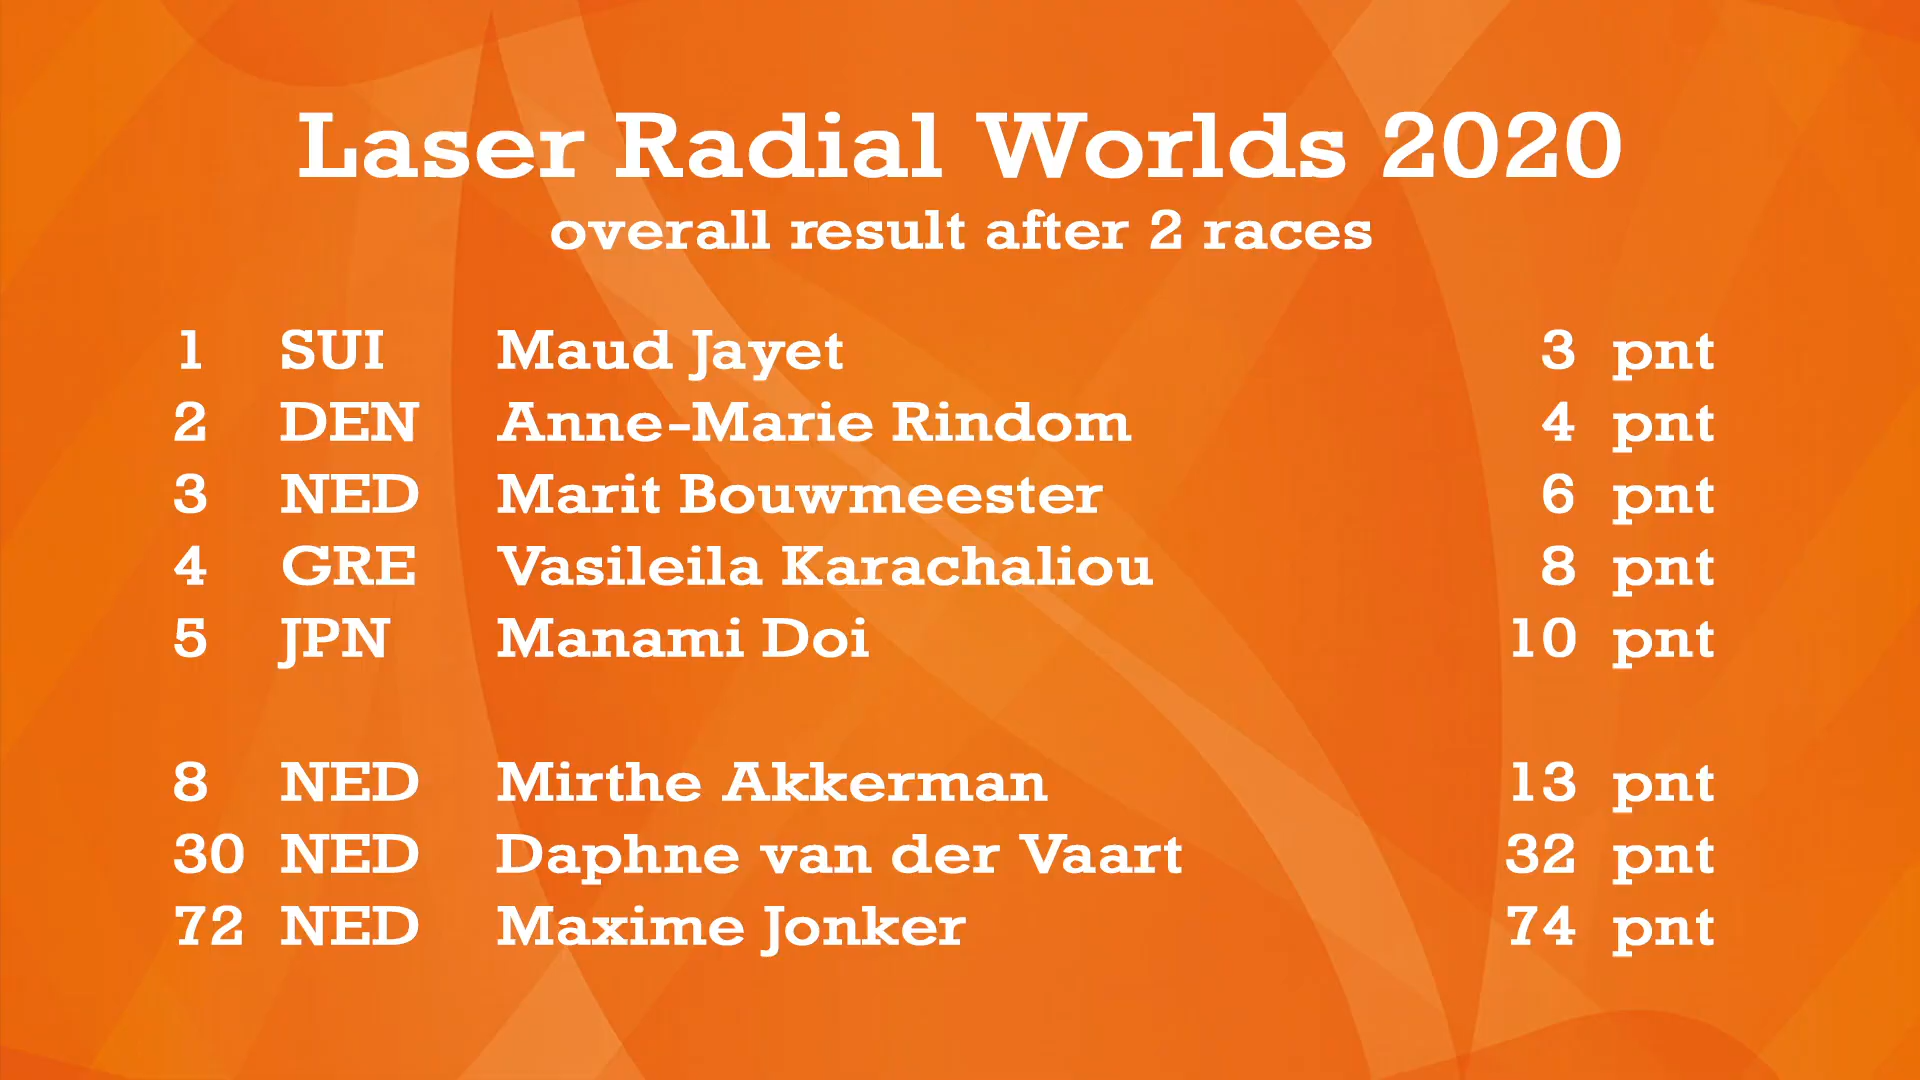 Laser Radial Worlds 2020
overall result after 2 races
1 SUI Maud Jayet 3 pnt
2 DEN Anne-Marie Rindom 4 pnt
3 NED Marit Bouwmeester 6 pnt
4 GRE Vasileila Karachaliou 8 pnt
5 JPN Manami Doi 10 pnt
8 NED Mirthe Akkerman 13 pnt
30 NED Daphne van der Vaart 32 pnt
72 NED Maxime Jonker 74 pnt